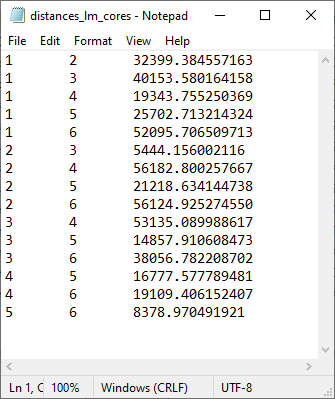 distances_lm_cores - Notepad
File Edit Format View Help
1 2 32399.384557163
1 3 40153.580164158
1 4 19343.755250369
1 5 25702.713214324
1 6 52095.706509713
2 3 5444.156002116
2 4 56182.800257667
2 5 21218.634144738
2 6 56124.925274550
3 4 53135.089988617
3 5 14857.910608473
3 6 38056.782208702
4 5 16777.577789481
4 6 19109.406152407
5 6 8378.970491921
Ln 1, C 100% Windows (CRLF) UTF-8